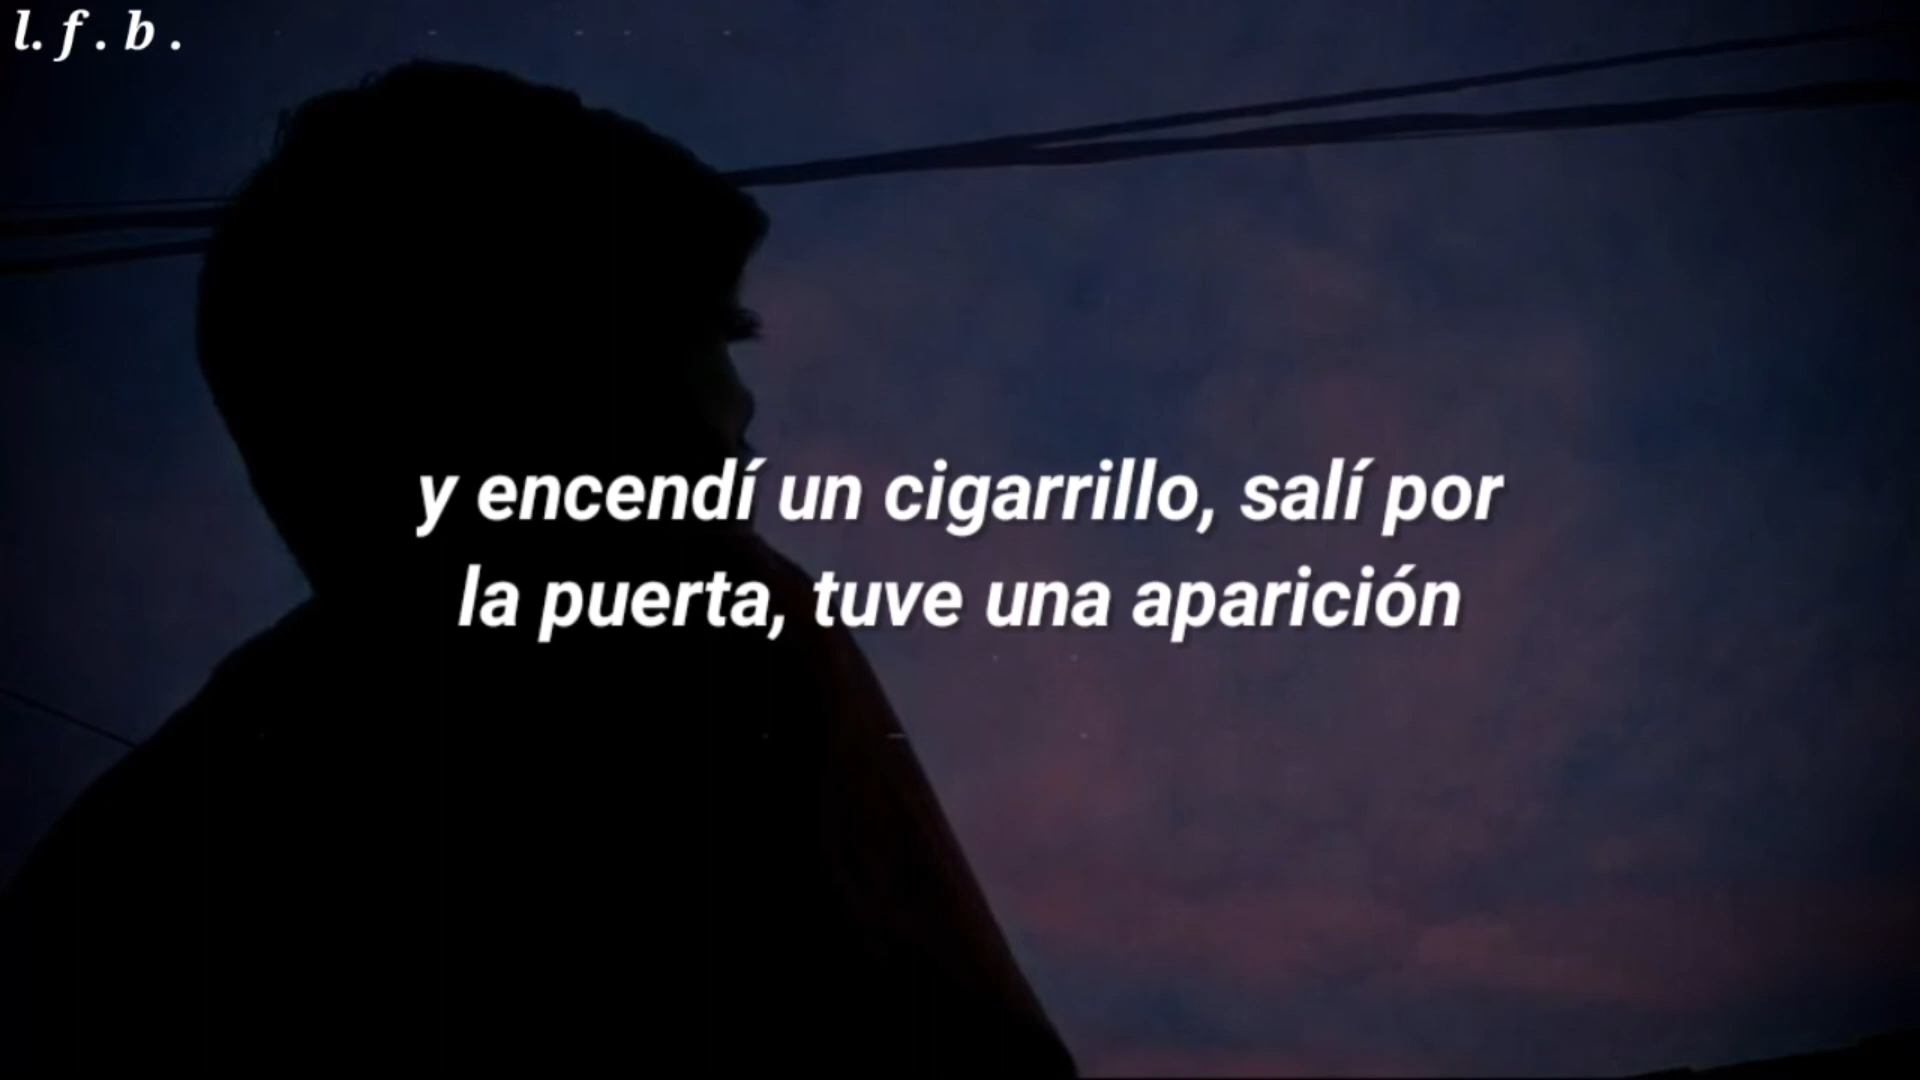 l. f. b.
y encendí un cigarrillo, salí por
la puerta, tuve una aparición